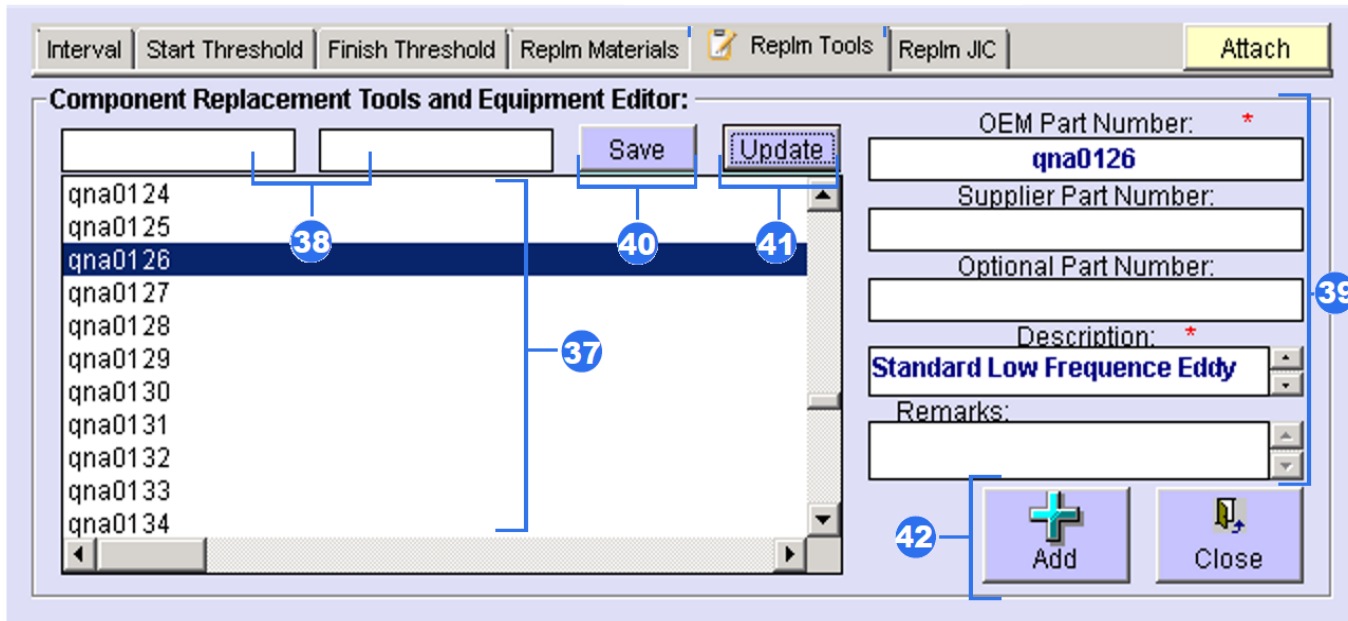 Interval Start Threshold Finish Threshold Replm Materials Replm Tools Replm JIC Attach
Component Replacement Tools and Equipment Editor:
Save Update
qna0124
qna0125
qna0126
qna0127
qna0128
qna0129
qna0130
qna0131
qna0132
qna0133
qna0134
38
40
41
37
OEM Part Number: *
qna0126
Supplier Part Number:
Optional Part Number:
39
Description: *
Standard Low Frequence Eddy
Remarks:
42
Add Close